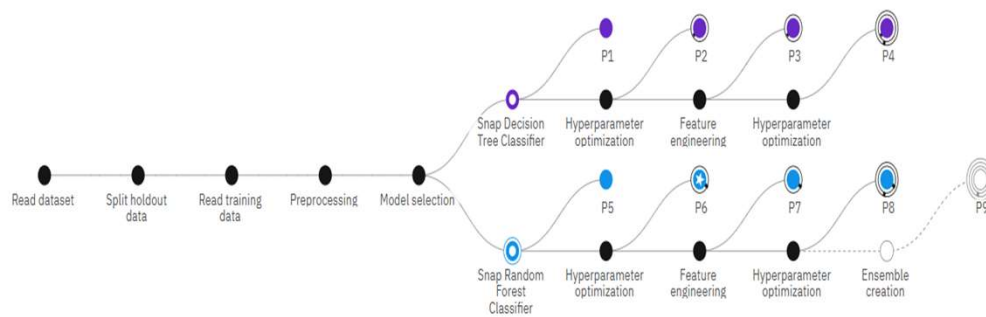 P1
P2
P3
P4
Snap Decision
Tree Classifier
Hyperparameter
optimization
Feature
engineering
Hyperparameter
optimization
Read dataset
Split holdout
data
Read training
data
Preprocessing
Model selection
P5
P6
P7
P8
P9
Snap Random
Forest
Classifier
Hyperparameter
optimization
Feature
engineering
Hyperparameter
optimization
Ensemble
creation